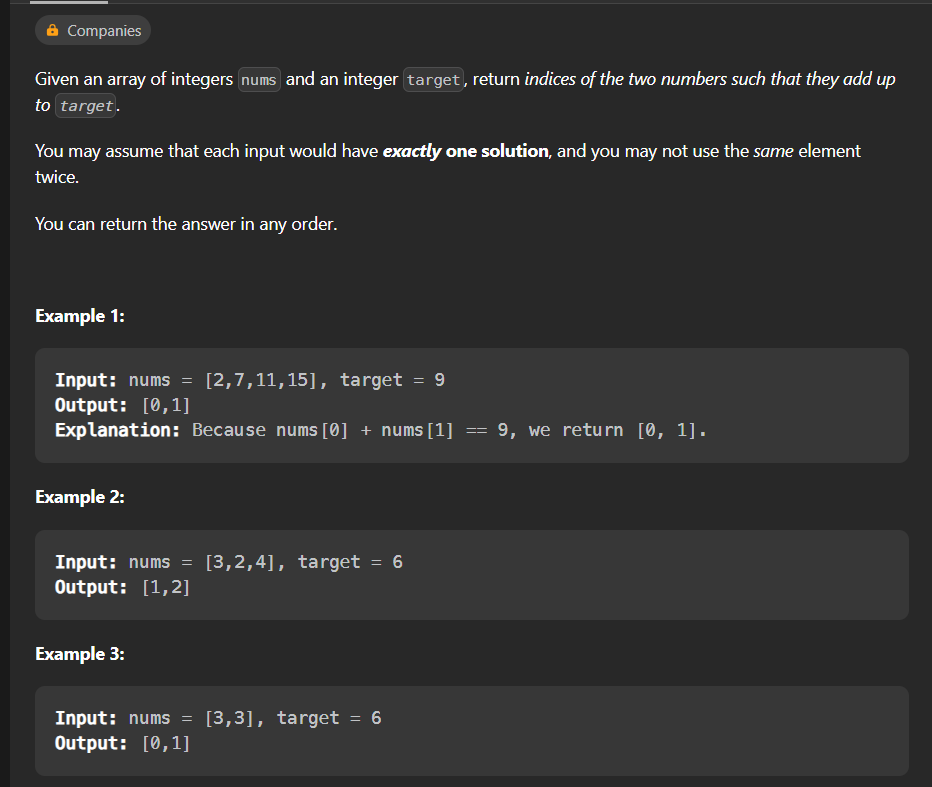 Companies
Given an array of integers nums and an integer target, return indices of the two numbers such that they add up
to target.
You may assume that each input would have exactly one solution, and you may not use the same element
twice.
You can return the answer in any order.
Example 1:
Input: nums = [2,7,11,15], target = 9
Output: [0,1]
Explanation: Because nums[0] + nums[1] == 9, we return [0, 1].
Example 2:
Input: nums = [3,2,4], target = 6
Output: [1,2]
Example 3:
Input: nums = [3,3], target = 6
Output: [0,1]